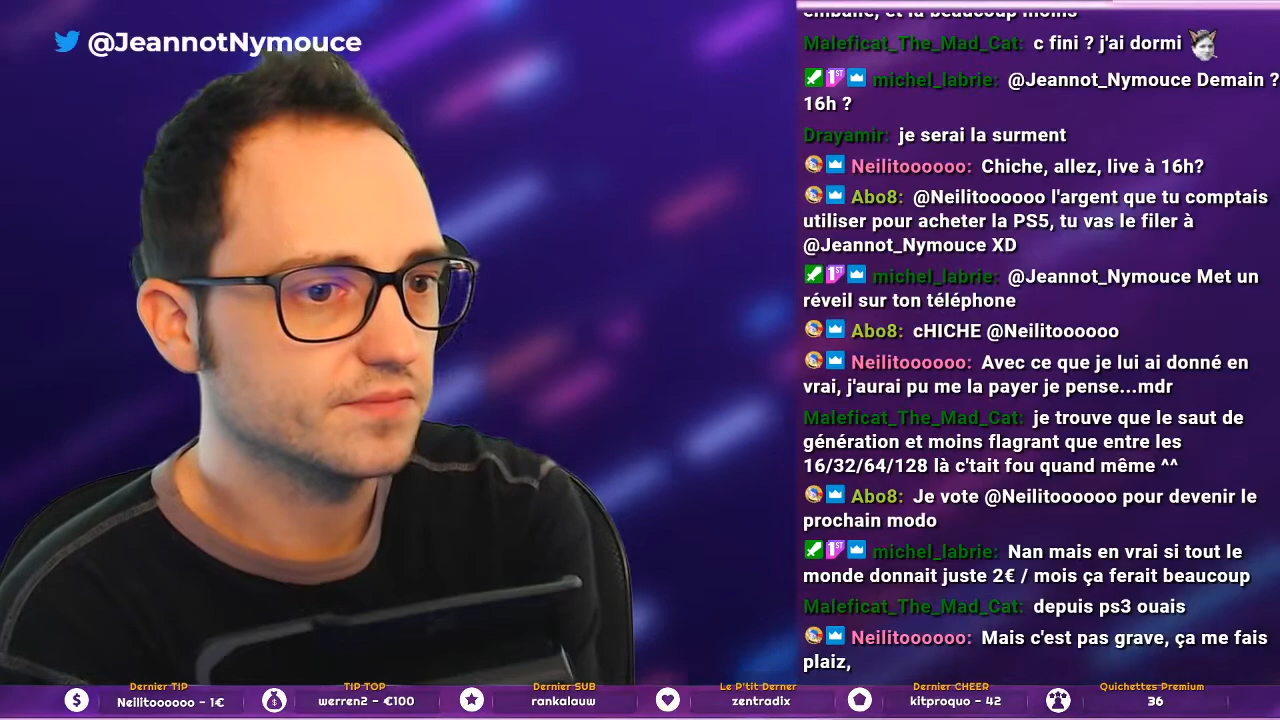 @JeannotNymouce
emballe, et là beaucoup moins
Maleficat_The_Mad_Cat: c fini ? j'ai dormi
michel_labrie: @Jeannot_Nymouce Demain ?
16h ?
Drayamir: je serai la surment
Neilitoooooo: Chiche, allez, live à 16h?
Abo8: @Neilitoooooo l'argent que tu comptais
utiliser pour acheter la PS5, tu vas le filer à
@Jeannot_Nymouce XD
michel_labrie: @Jeannot_Nymouce Met un
réveil sur ton téléphone
Abo8: cHICHE @Neilitoooooo
Neilitoooooo: Avec ce que je lui ai donné en
vrai, j'aurai pu me la payer je pense...mdr
Maleficat_The_Mad_Cat: je trouve que le saut de
génération et moins flagrant que entre les
16/32/64/128 là c'tait fou quand même ^^
Abo8: Je vote @Neilitoooooo pour devenir le
prochain modo
michel_labrie: Nan mais en vrai si tout le
monde donnait juste 2€ / mois ça ferait beaucoup
Maleficat_The_Mad_Cat: depuis ps3 ouais
Neilitoooooo: Mais c'est pas grave, ça me fais
plaiz,
Dernier TIP
Neilitoooooo - 1€
TIP TOP
werren2 - €100
Dernier SUB
rankalauw
Le P'tit Derner
zentradix
Dernier CHEER
kitproquo - 42
Quichettes Premium
36